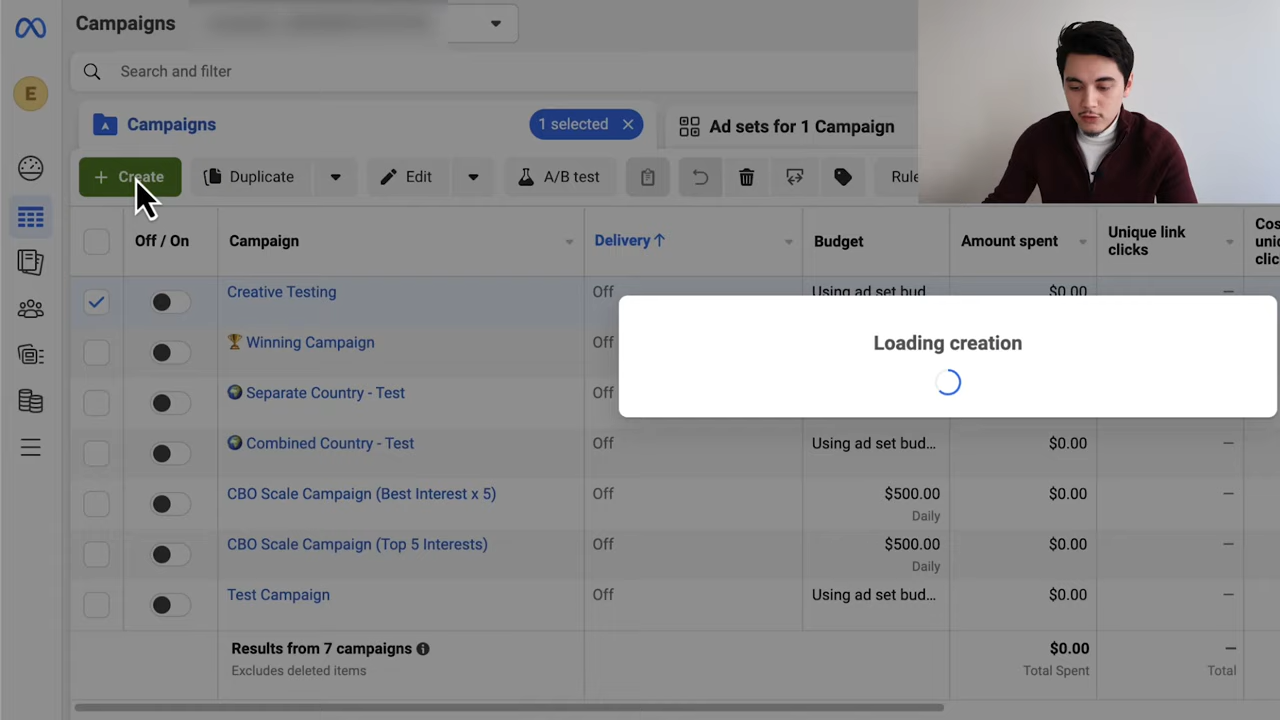 Campaigns
E
Search and filter
Campaigns
1 selected
Ad sets for 1 Campaign
+ Create
Duplicate
Edit
A/B test
Rule
Off / On
Campaign
Delivery ↑
Budget
Amount spent
Unique link
clicks
Cos
uniq
clic
Creative Testing
Off
Using ad set bud
$0.00
—
Winning Campaign
Off
Separate Country - Test
Off
Loading creation
Combined Country - Test
Off
Using ad set bud...
$0.00
—
CBO Scale Campaign (Best Interest x 5)
Off
$500.00
Daily
$0.00
—
CBO Scale Campaign (Top 5 Interests)
Off
$500.00
Daily
$0.00
—
Test Campaign
Off
Using ad set bud...
$0.00
—
Results from 7 campaigns
Excludes deleted items
$0.00
Total Spent
—
Total